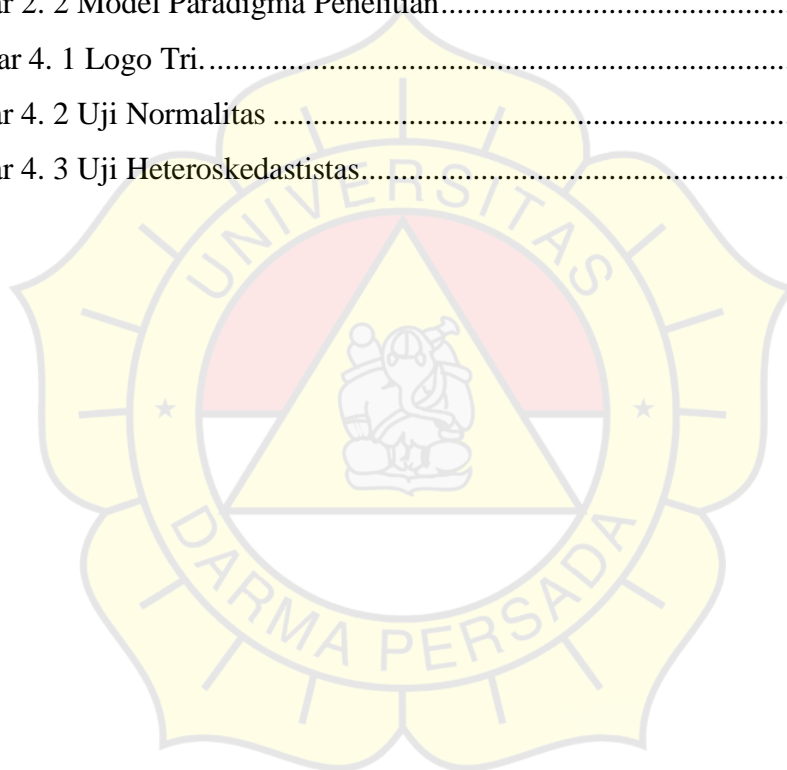 ar 2. 2 Model Paradigma Penelitian..................................................
ar 4. 1 Logo Tri...................................................................................
ar 4. 2 Uji Normalitas .........................................................................
ar 4. 3 Uji Heteroskedastistas.............................................................
UNIVERSITAS
DARMA PERSADA